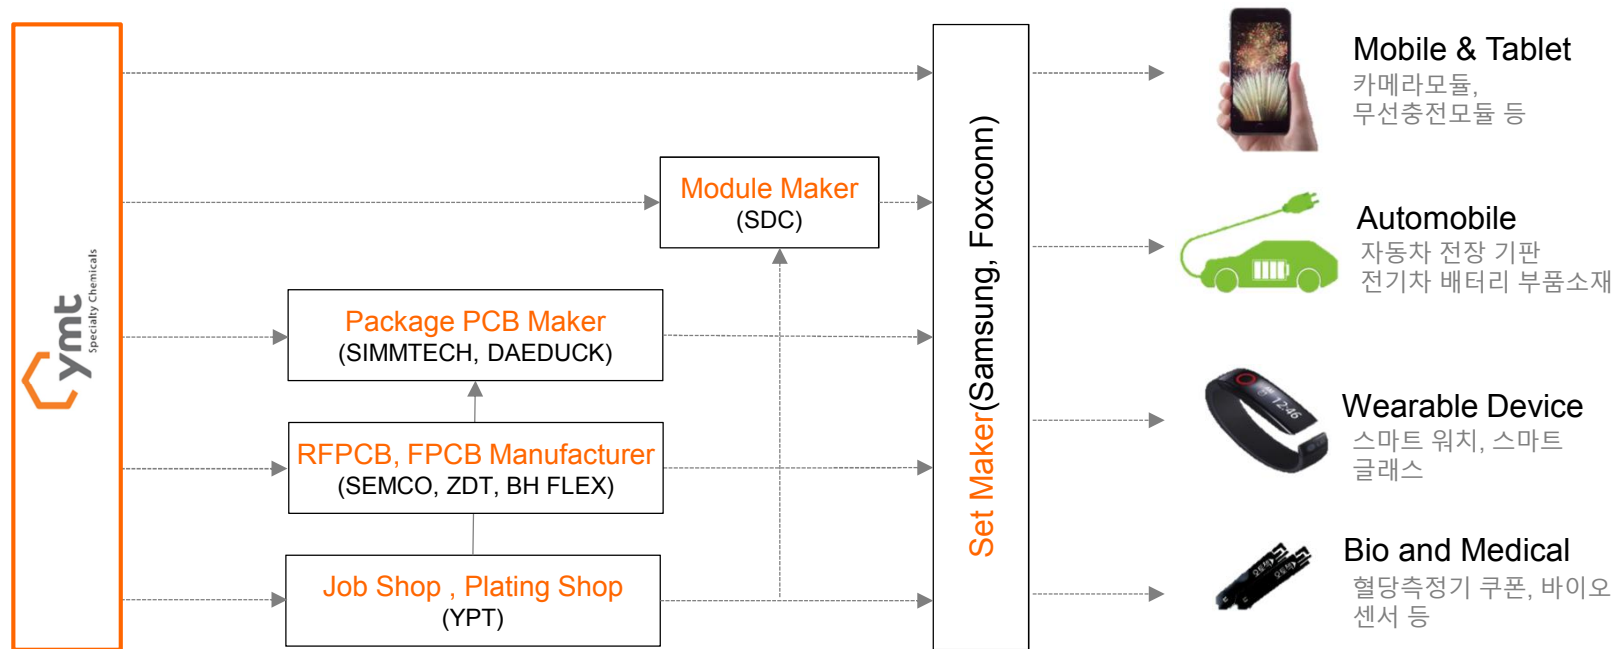 ymt
Specialty Chemicals
Module Maker
(SDC)
Package PCB Maker
(SIMMTECH, DAEDUCK)
RFPCB, FPCB Manufacturer
(SEMCO, ZDT, BH FLEX)
Job Shop , Plating Shop
(YPT)
Set Maker(Samsung, Foxconn)
Mobile & Tablet
카메라모듈,
무선충전모듈 등
Automobile
자동차 전장 기판
전기차 배터리 부품소재
12:46
Wearable Device
스마트 워치, 스마트
글래스
Bio and Medical
혈당측정기 쿠폰, 바이오
센서 등